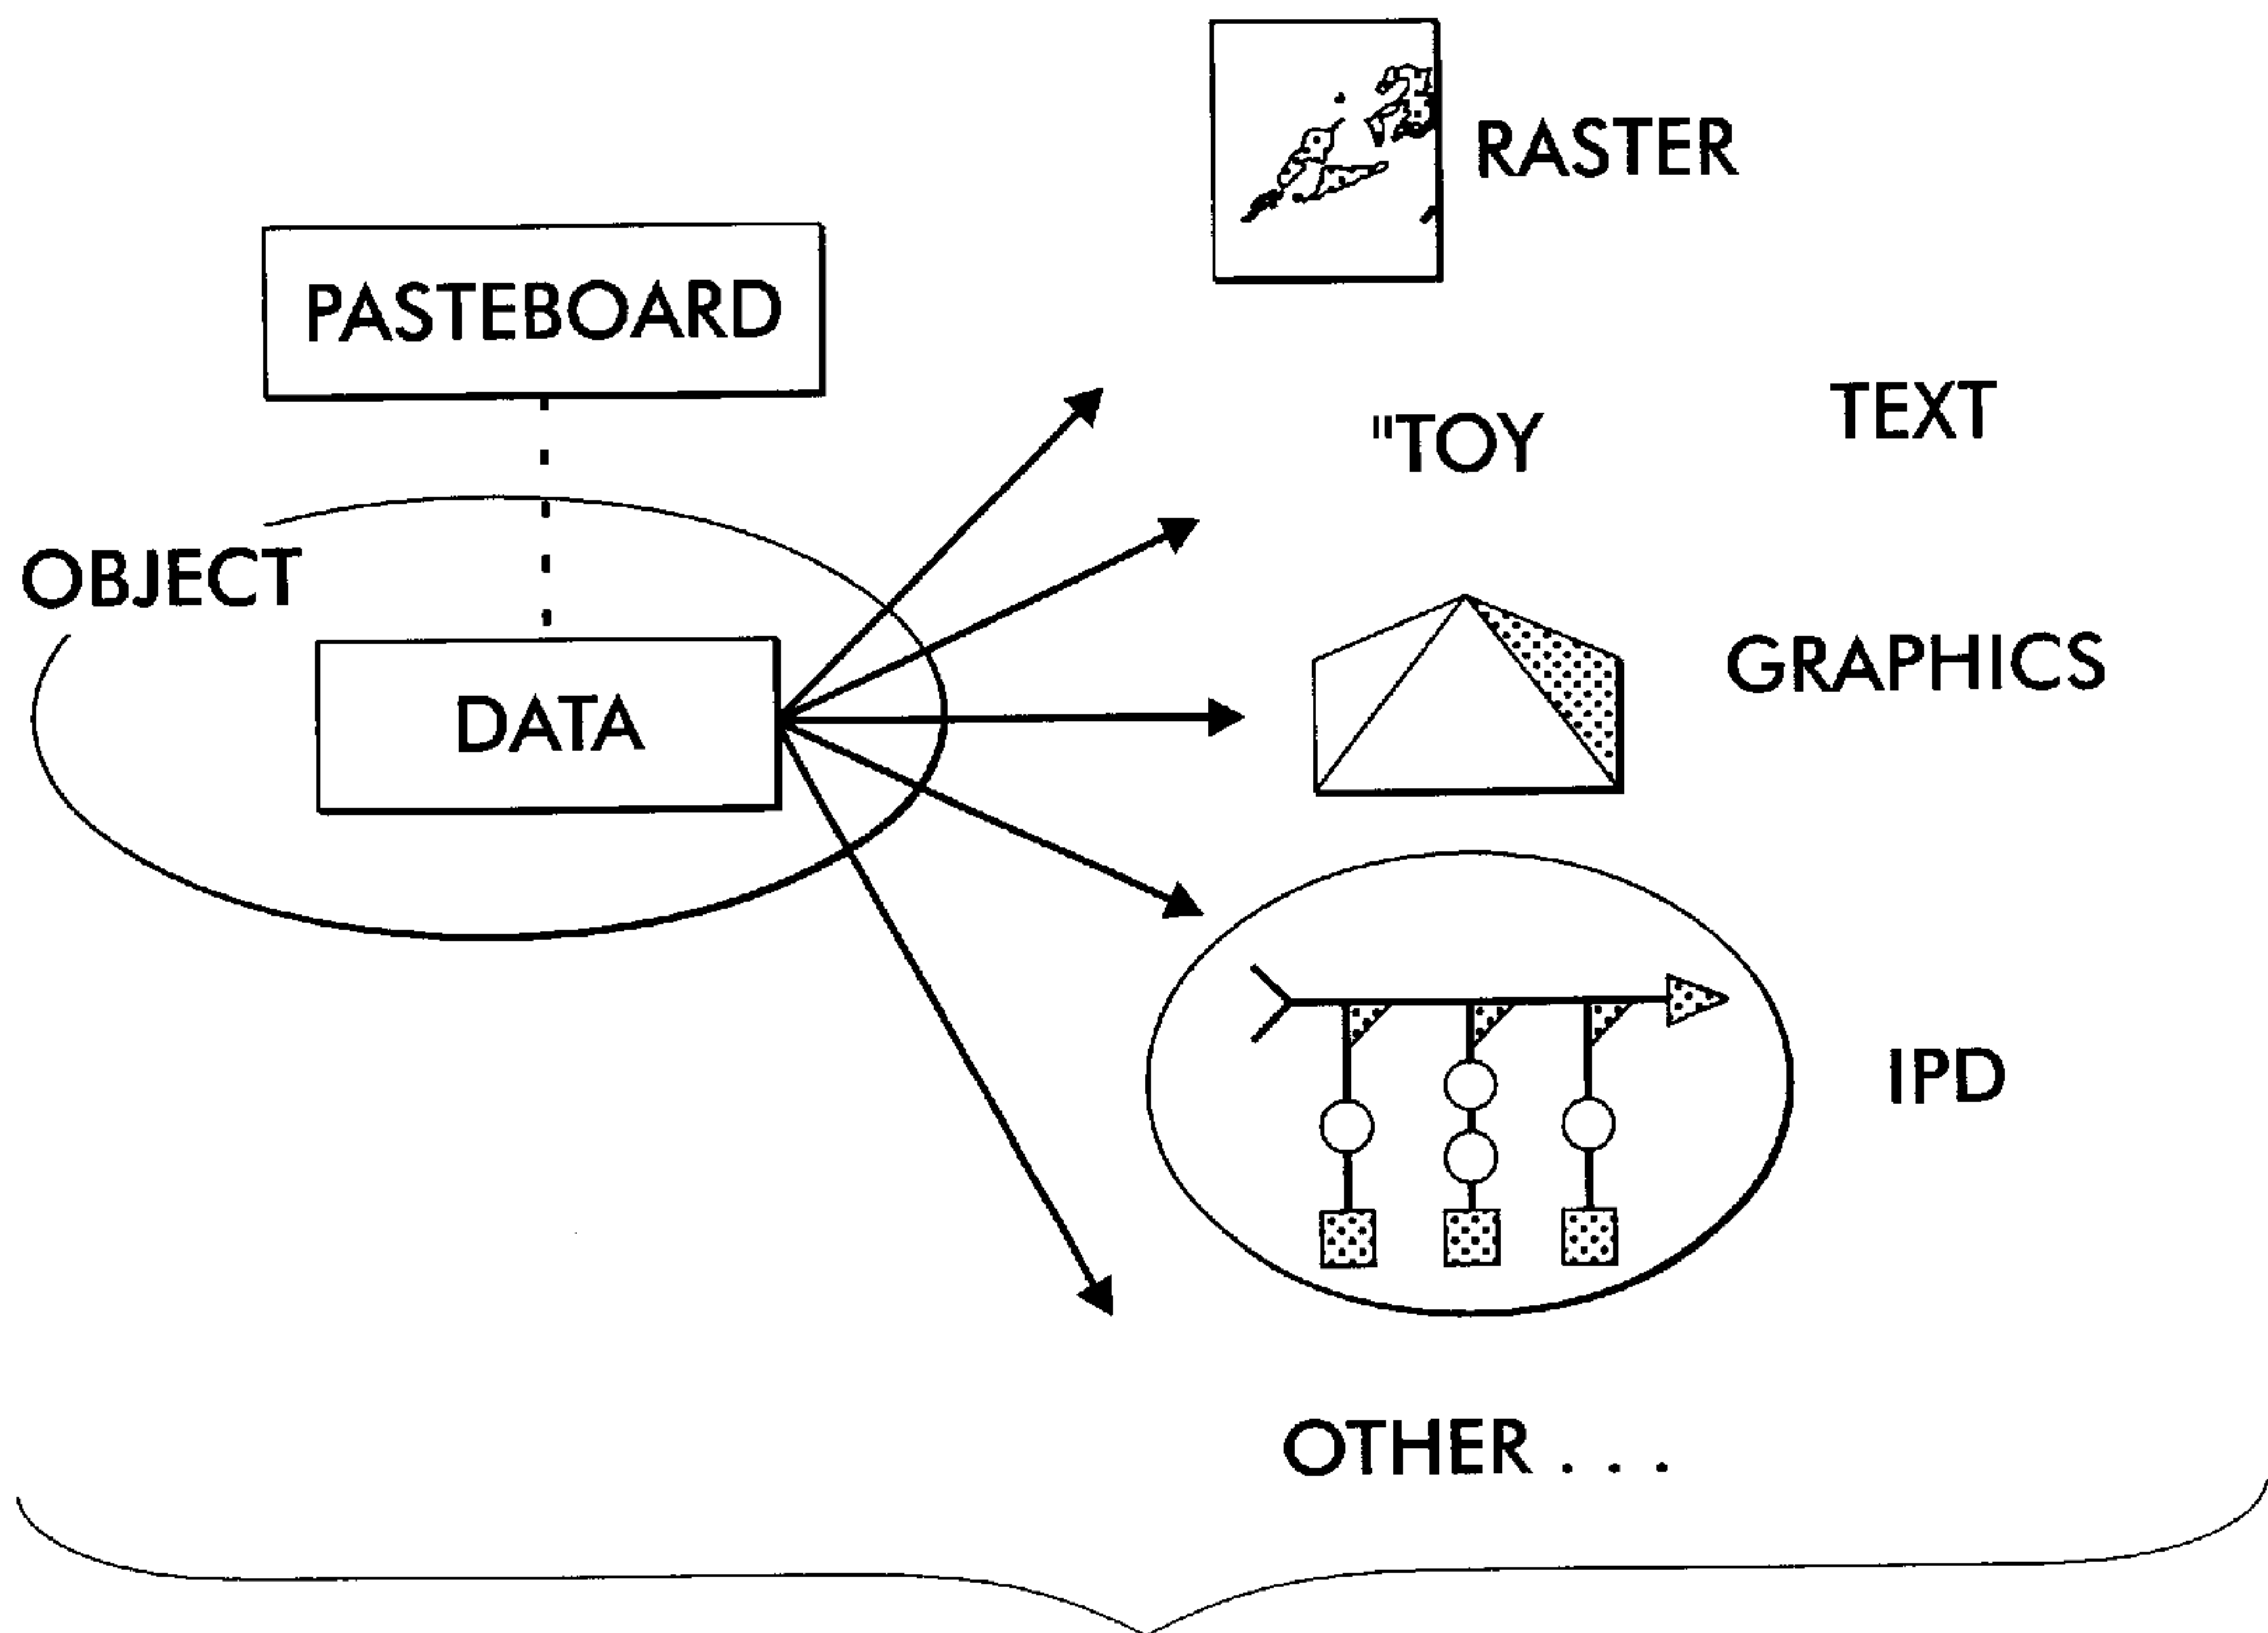 RASTER
PASTEBOARD
"TOY
TEXT
OBJECT
DATA
GRAPHICS
IPD
OTHER . . .